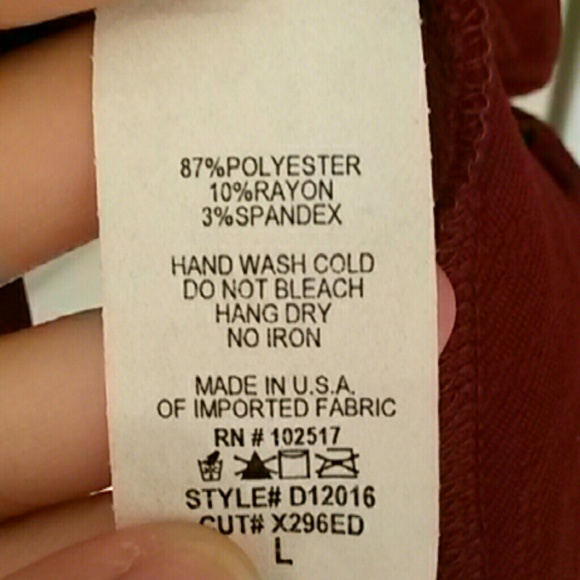 87%POLYESTER
10%RAYON
3%SPANDEX
HAND WASH COLD
DO NOT BLEACH
HANG DRY
NO IRON
MADE IN U.S.A.
OF IMPORTED FABRIC
RN # 102517
STYLE# D12016
CUT# X296ED
L